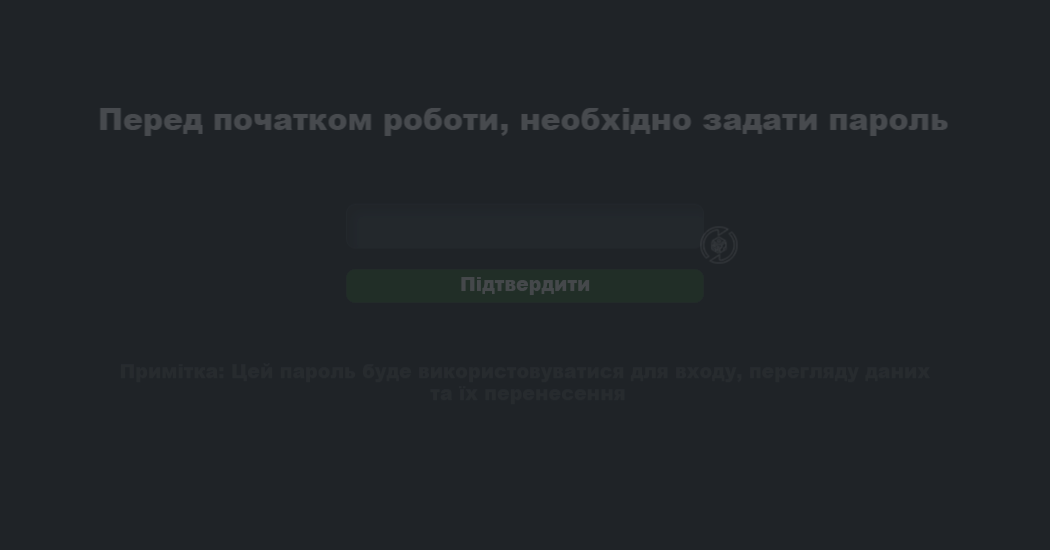 Перед початком роботи, необхідно задати пароль
Підтвердити
Примітка: Цей пароль буде використовуватися для входу, перегляду даних
та їх перенесення